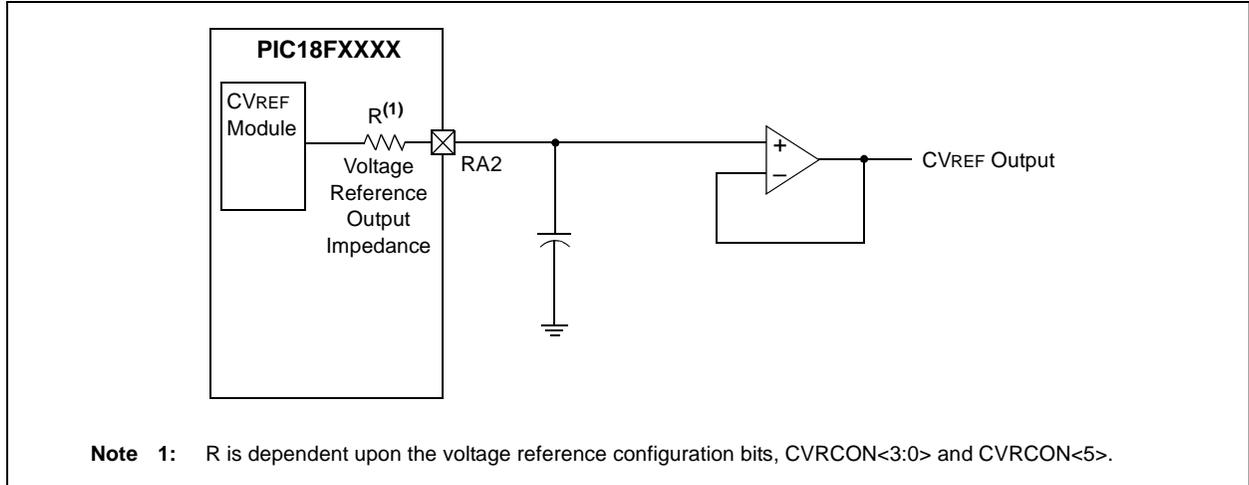 PIC18FXXXX
CVREF
Module
R(1)
Voltage
Reference
Output
Impedance
RA2
+
–
CVREF Output
Note 1: R is dependent upon the voltage reference configuration bits, CVRCON<3:0> and CVRCON<5>.